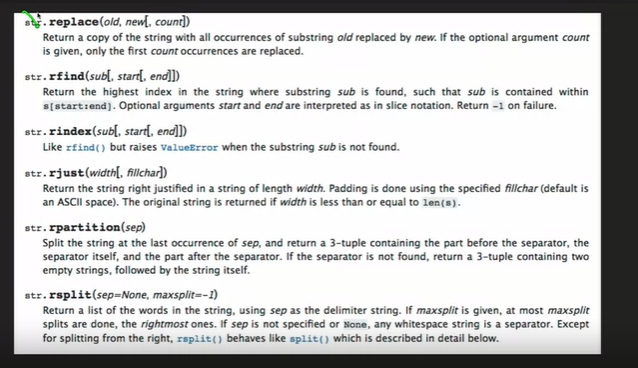 str.replace(old, new[, count])
Return a copy of the string with all occurrences of substring old replaced by new. If the optional argument count
is given, only the first count occurrences are replaced.
str.rfind(sub[, start[, end]])
Return the highest index in the string where substring sub is found, such that sub is contained within
s[start:end]. Optional arguments start and end are interpreted as in slice notation. Return -1 on failure.
str.rindex(sub[, start[, end]])
Like rfind() but raises ValueError when the substring sub is not found.
str.rjust(width[, fillchar])
Return the string right justified in a string of length width. Padding is done using the specified fillchar (default is
an ASCII space). The original string is returned if width is less than or equal to len(s).
str.rpartition(sep)
Split the string at the last occurrence of sep, and return a 3-tuple containing the part before the separator, the
separator itself, and the part after the separator. If the separator is not found, return a 3-tuple containing two
empty strings, followed by the string itself.
str.rsplit(sep=None, maxsplit=-1)
Return a list of the words in the string, using sep as the delimiter string. If maxsplit is given, at most maxsplit
splits are done, the rightmost ones. If sep is not specified or None, any whitespace string is a separator. Except
for splitting from the right, rsplit() behaves like split() which is described in detail below.